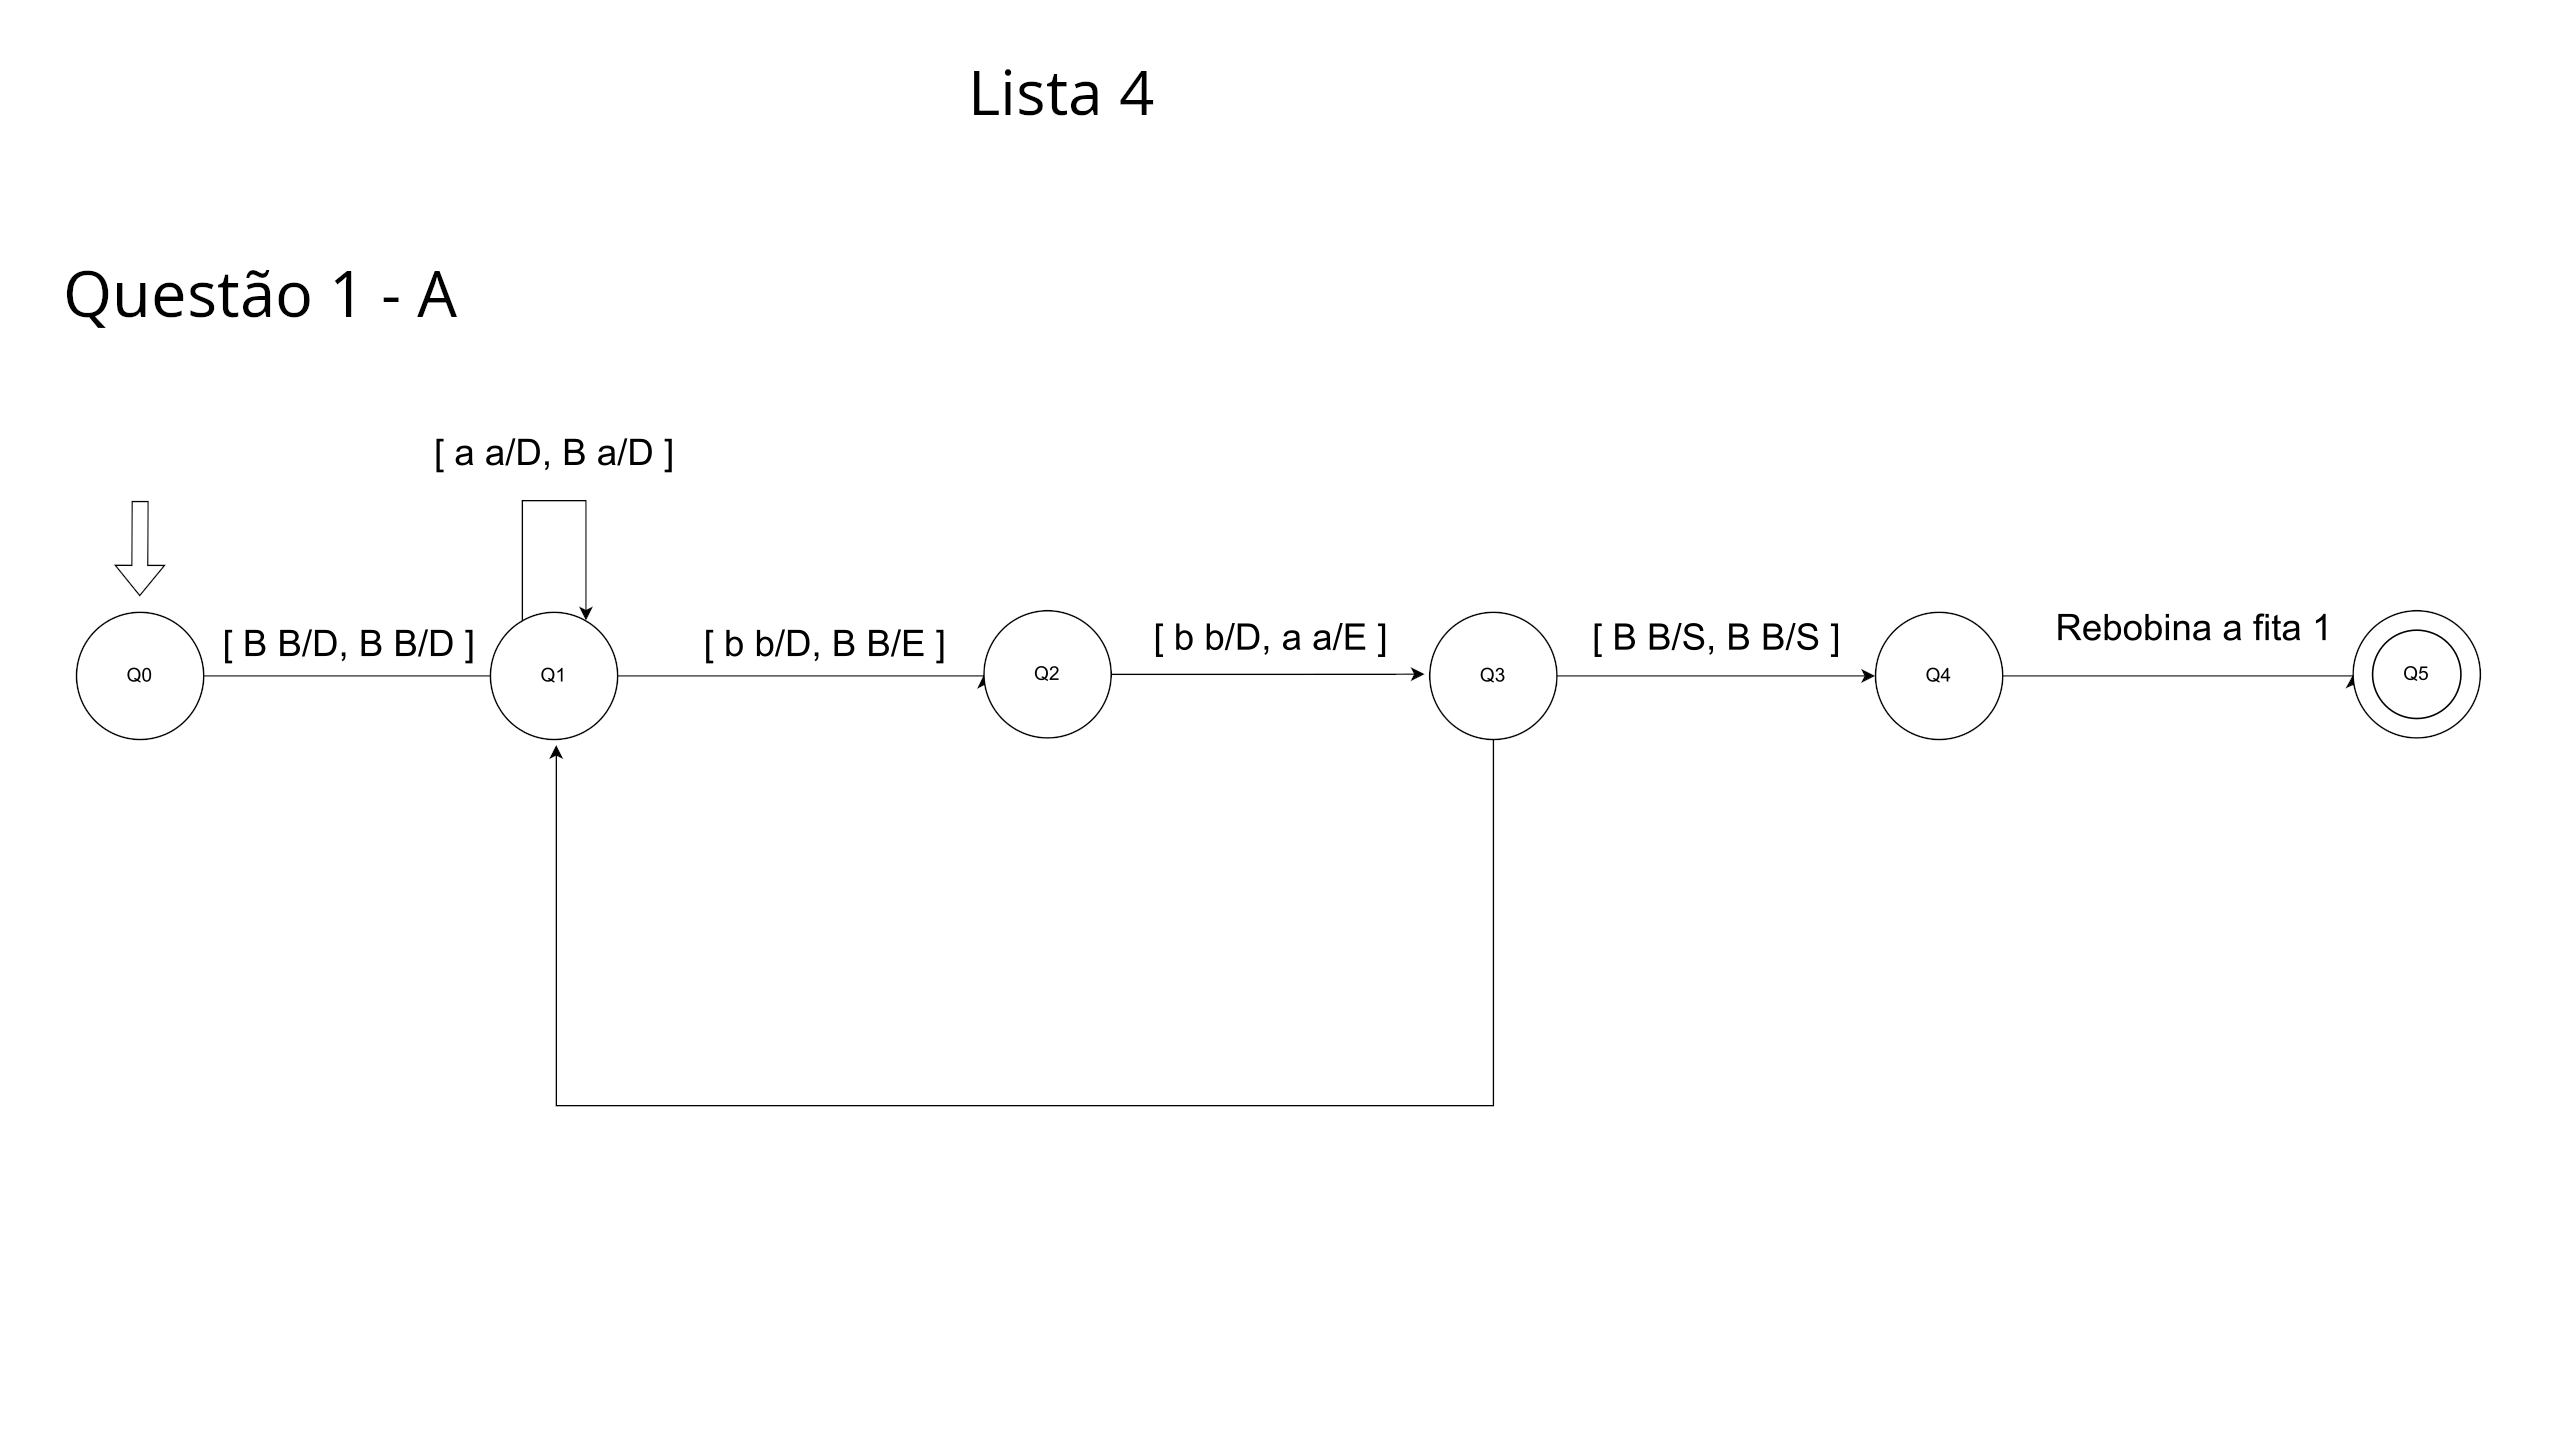 Lista 4
Questão 1 - A
[ a a/D, B a/D ]
[ B B/D, B B/D ]
[ b b/D, B B/E ]
[ b b/D, a a/E ]
[ B B/S, B B/S ]
Rebobina a fita 1
Q0
Q1
Q2
Q3
Q4
Q5